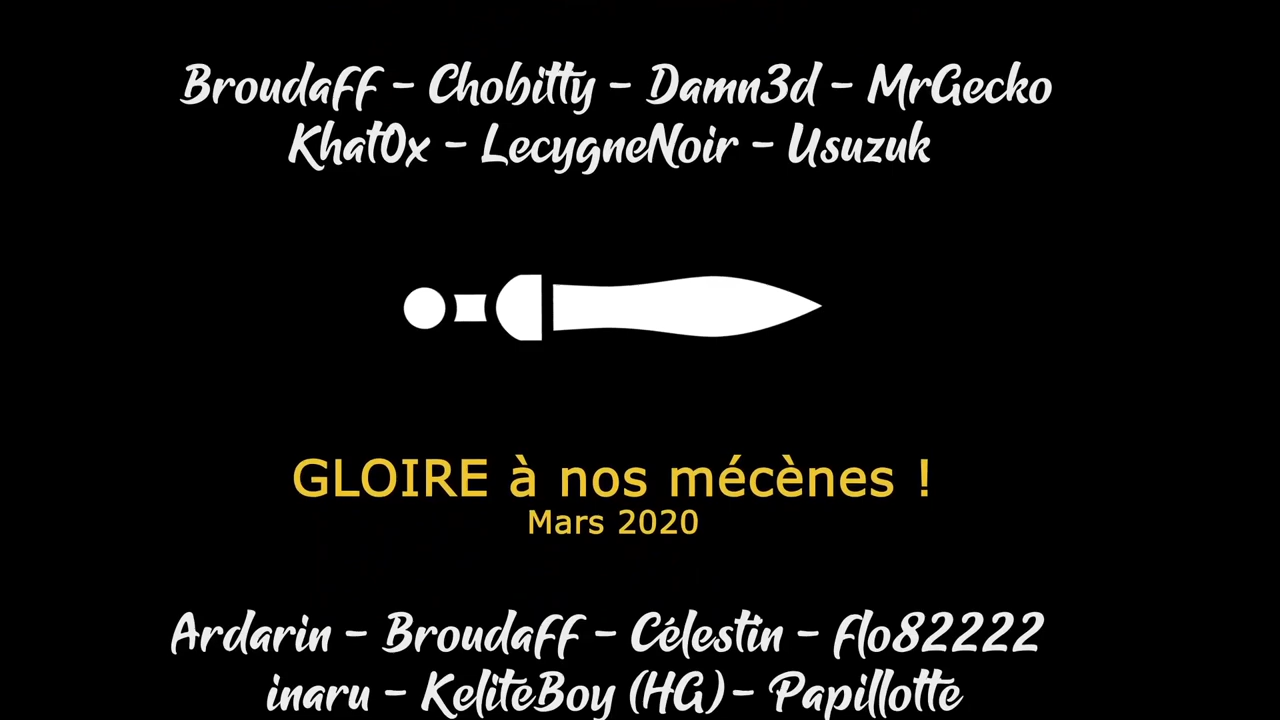 Broudaff - Chobitty - Damn3d - MrGecko
Khat0x - LecygneNoir - Usuzuk
GLOIRE à nos mécènes !
Mars 2020
Ardarin - Broudaff - Célestin - flo82222
inaru - KeliteBoy (HG) - Papillotte